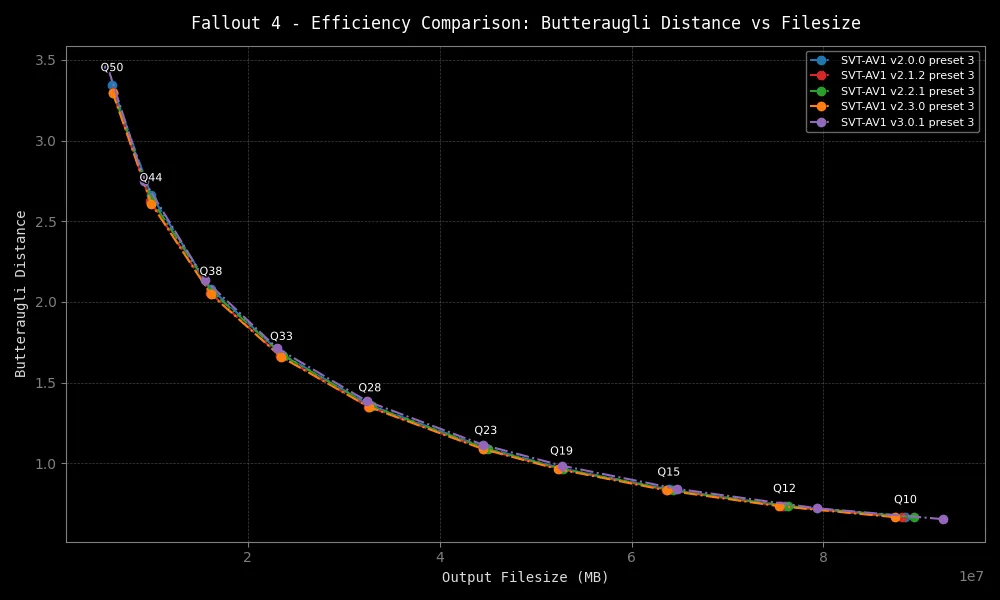 Fallout 4 - Efficiency Comparison: Butteraugli Distance vs Filesize
SVT-AV1 v2.0.0 preset 3
SVT-AV1 v2.1.2 preset 3
SVT-AV1 v2.2.1 preset 3
SVT-AV1 v2.3.0 preset 3
SVT-AV1 v3.0.1 preset 3
Butteraugli Distance
3.5
3.0
2.5
2.0
1.5
1.0
Q50
Q44
Q38
Q33
Q28
Q23
Q19
Q15
Q12
Q10
2
4
6
8
1e7
Output Filesize (MB)